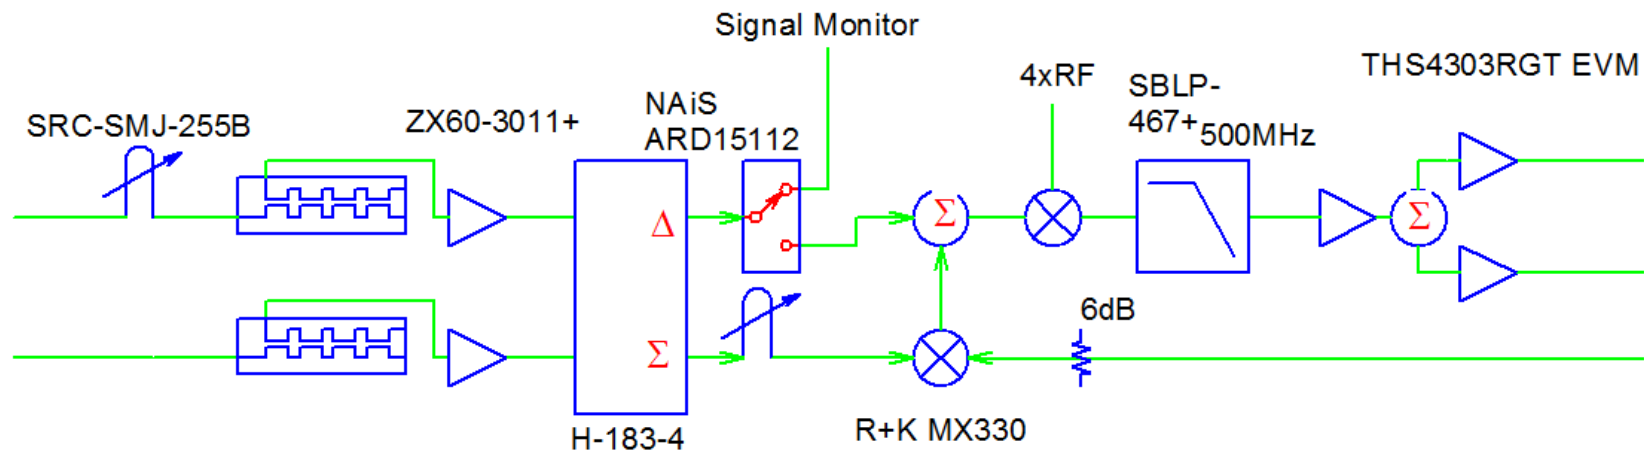 Signal Monitor
THS4303RGT EVM
4xRF
SBLP-
467+
500MHz
NAiS
ARD15112
ZX60-3011+
SRC-SMJ-255B
Δ
Σ
Σ
Σ
6dB
Σ
H-183-4
R+K MX330